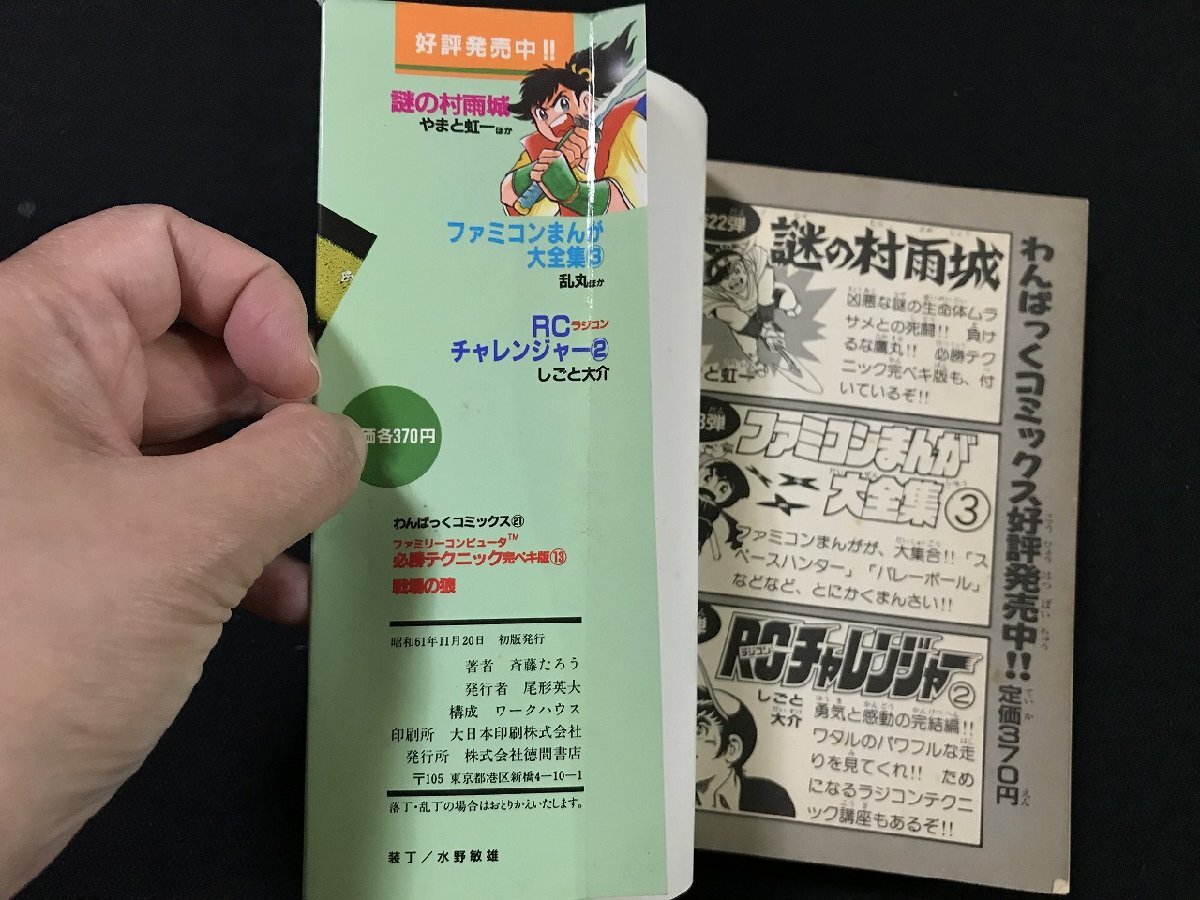 好評発売中!!
謎の村雨城
やまと虹一ほか
ファミコンまんが
大全集③
乱丸ほか
RCラジコン
チャレンジャー②
しごと大介
価各370円
わんぱっくコミックス㉑
ファミリーコンピュータ™
必勝テクニック完ペキ版⑬
戦場の狼
昭和61年11月20日 初版発行
著者 斉藤たろう
発行者 尾形英夫
構成 ワークハウス
印刷所 大日本印刷株式会社
発行所 株式会社徳間書店
〒105 東京都港区新橋4―10―1
落丁・乱丁の場合はおとりかえいたします。
装丁／水野敏雄
わんぱっくコミックス好評発売中!!定価370円
22弾
謎の村雨城
凶悪な謎の生命体ムラ
サメとの死闘!! 負け
るな鷹丸!! 必勝テク
ニック完ペキ版も、付
いているぞ!!
と虹一
弾
ファミコンまんが
大全集③
ファミコンまんがが、大集合!!「ス
ペースハンター」「バレーボール」
などなど、とにかくまんさい!!
弾
RCチャレンジャー②
ラジコン
しごと
大介
勇気と感動の完結編!!
ワタルのパワフルな走
りを見てくれ!! ため
になるラジコンテクニ
ック講座もあるぞ!!